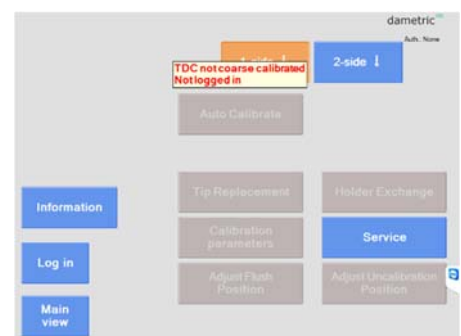 dametric
Auth.: None
TDC not coarse calibrated
Not logged in
2-side ↓
Auto Calibrate
Tip Replacement
Holder Exchange
Information
Calibration
parameters
Service
Log in
Adjust Flush
Position
Adjust Uncalibration
Position
Main
view